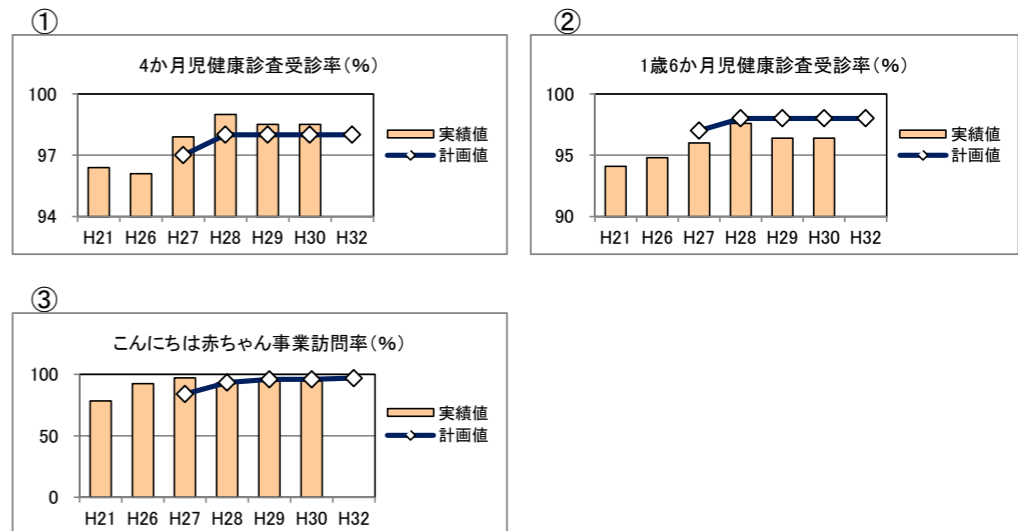 ①
4か月児健康診査受診率(%)
100
97
94
H21 H26 H27 H28 H29 H30 H32
実績値
計画値
②
1歳6か月児健康診査受診率(%)
100
95
90
H21 H26 H27 H28 H29 H30 H32
実績値
計画値
③
こんにちは赤ちゃん事業訪問率(%)
100
50
0
H21 H26 H27 H28 H29 H30 H32
実績値
計画値